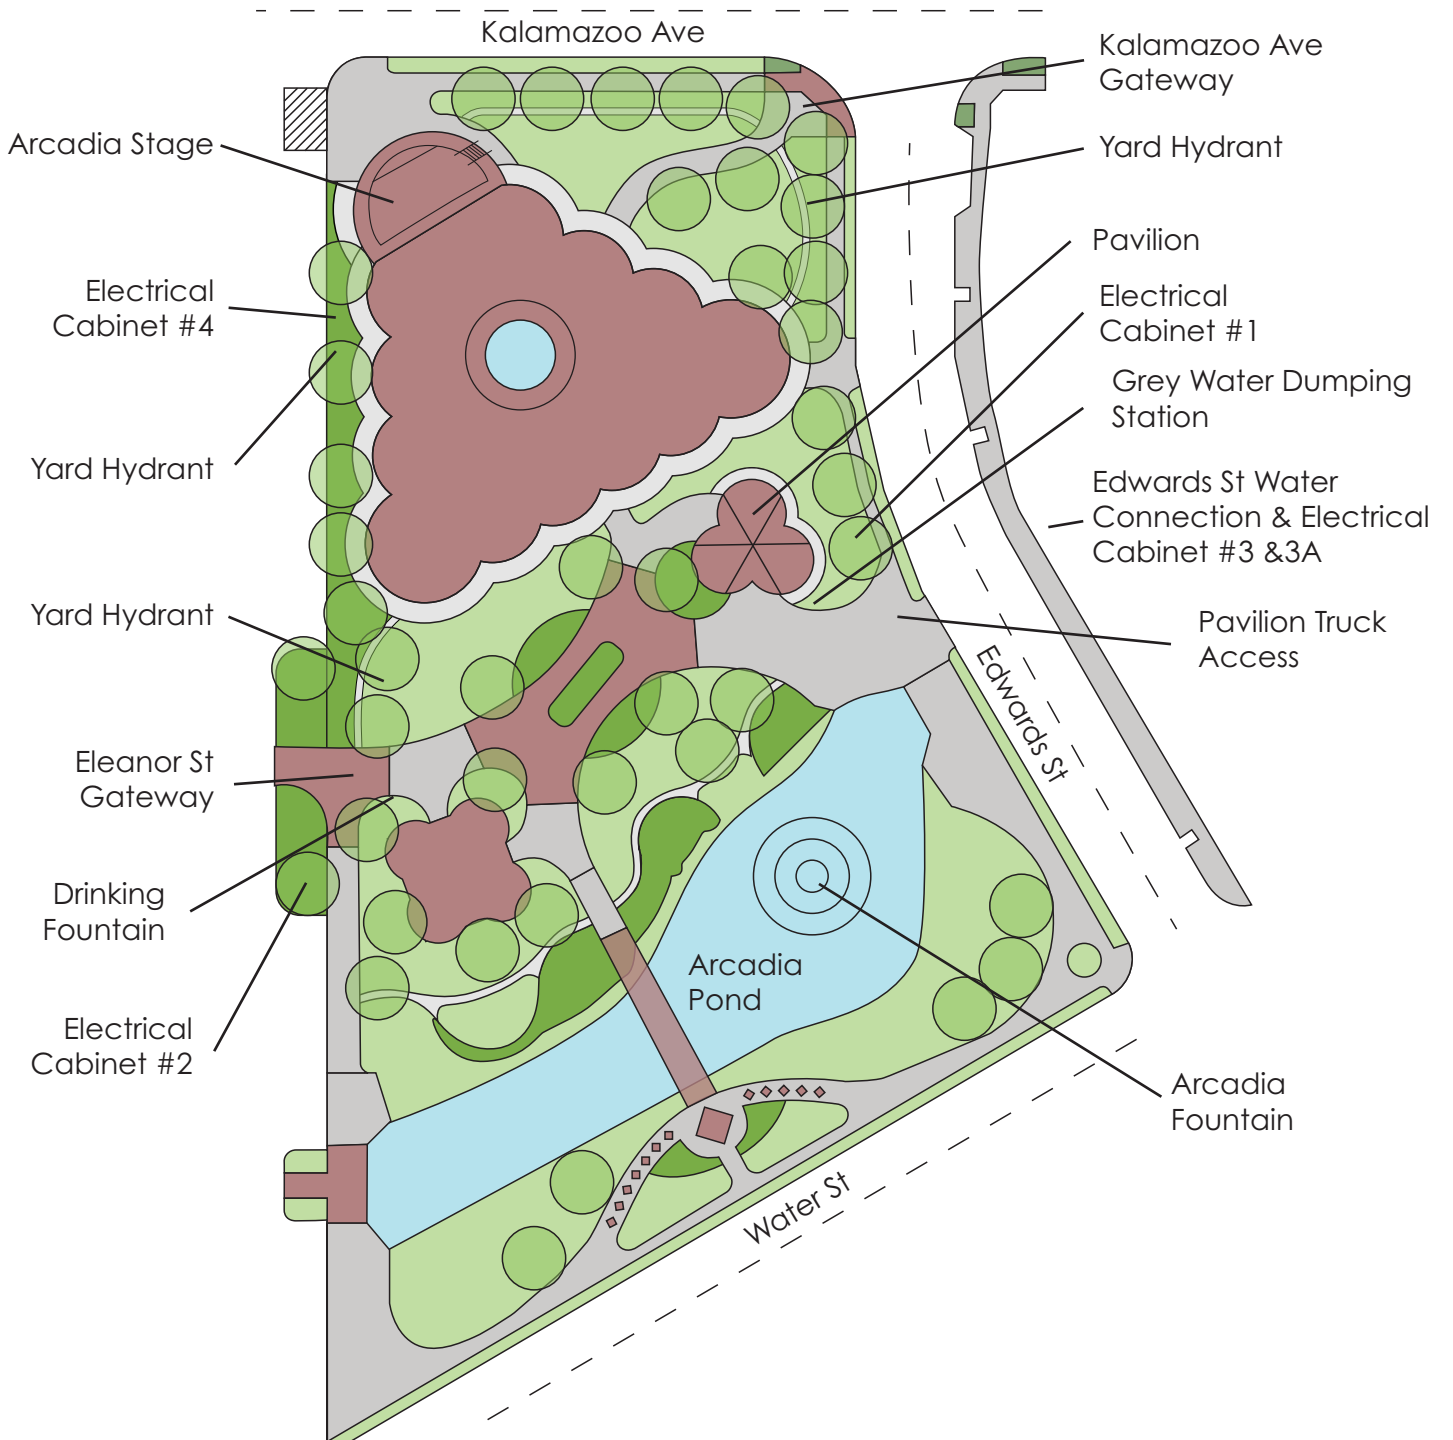 Kalamazoo Ave
Kalamazoo Ave
Gateway
Arcadia Stage
Yard Hydrant
Pavilion
Electrical
Cabinet #4
Electrical
Cabinet #1
Grey Water Dumping
Station
Yard Hydrant
Edwards St Water
Connection & Electrical
Cabinet #3 &3A
Yard Hydrant
Pavilion Truck
Access
Edwards St
Eleanor St
Gateway
Drinking
Fountain
Arcadia
Pond
Electrical
Cabinet #2
Arcadia
Fountain
Water St